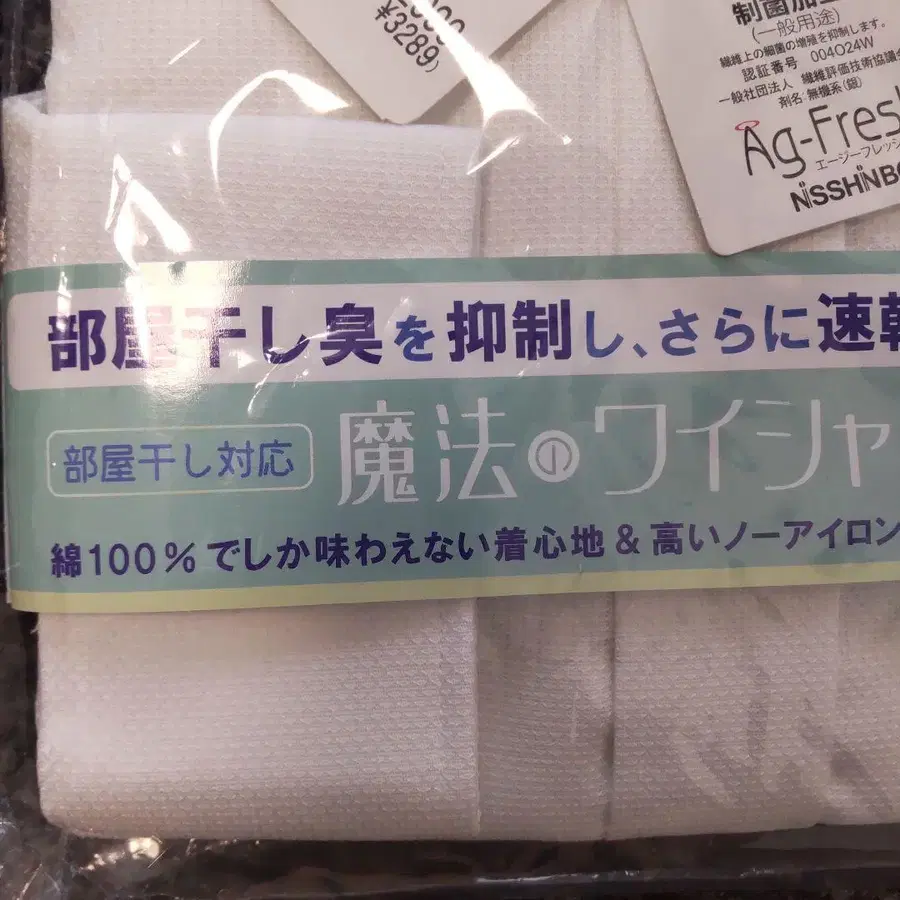 ¥3289)
制菌加工
(一般用途)
繊維上の細菌の増殖を抑制します。
認証番号 004024W
一般社団法人 繊維評価技術協議会
剤名:無機系(銀)
Ag-Fresh
エージーフレッシュ
NISSHINBO
部屋干し臭を抑制し、さらに速乾
部屋干し対応
魔法のワイシャ
綿100%でしか味わえない着心地&高いノーアイロン